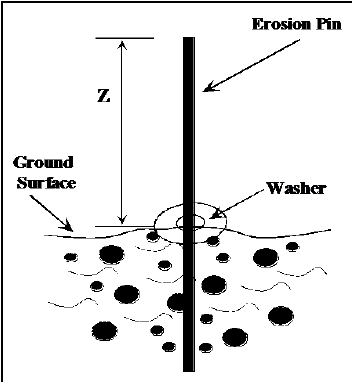 Erosion Pin
Z
Ground
Surface
Washer